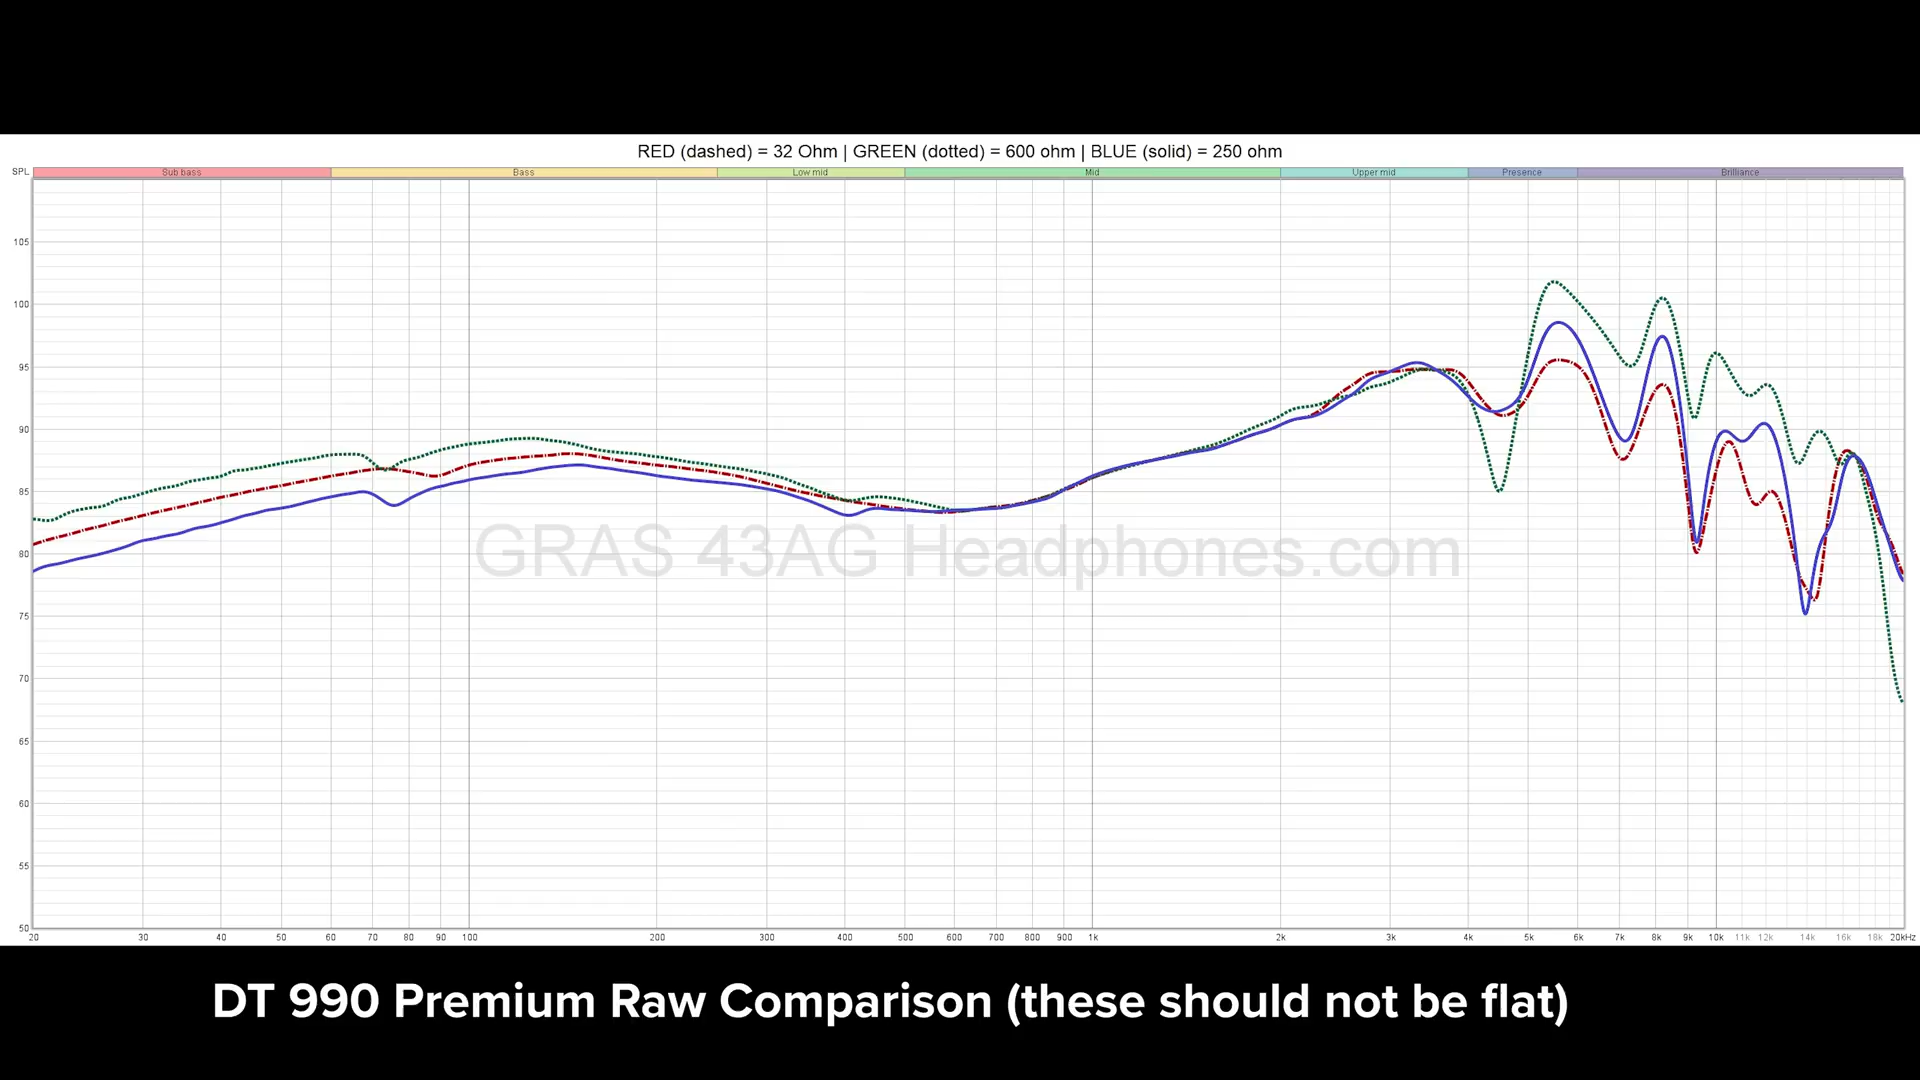 RED (dashed) = 32 Ohm | GREEN (dotted) = 600 ohm | BLUE (solid) = 250 ohm
SPL Sub bass Bass Low mid Mid Upper mid Presence Brilliance
105
100
95
90
85
80
GRAS 43AG Headphones.com
75
70
65
60
55
50
20 30 40 50 60 70 80 90 100 200 300 400 500 600 700 800 900 1k 2k 3k 4k 5k 6k 7k 8k 9k 10k 11k 12k 14k 16k 18k 20kHz
DT 990 Premium Raw Comparison (these should not be flat)